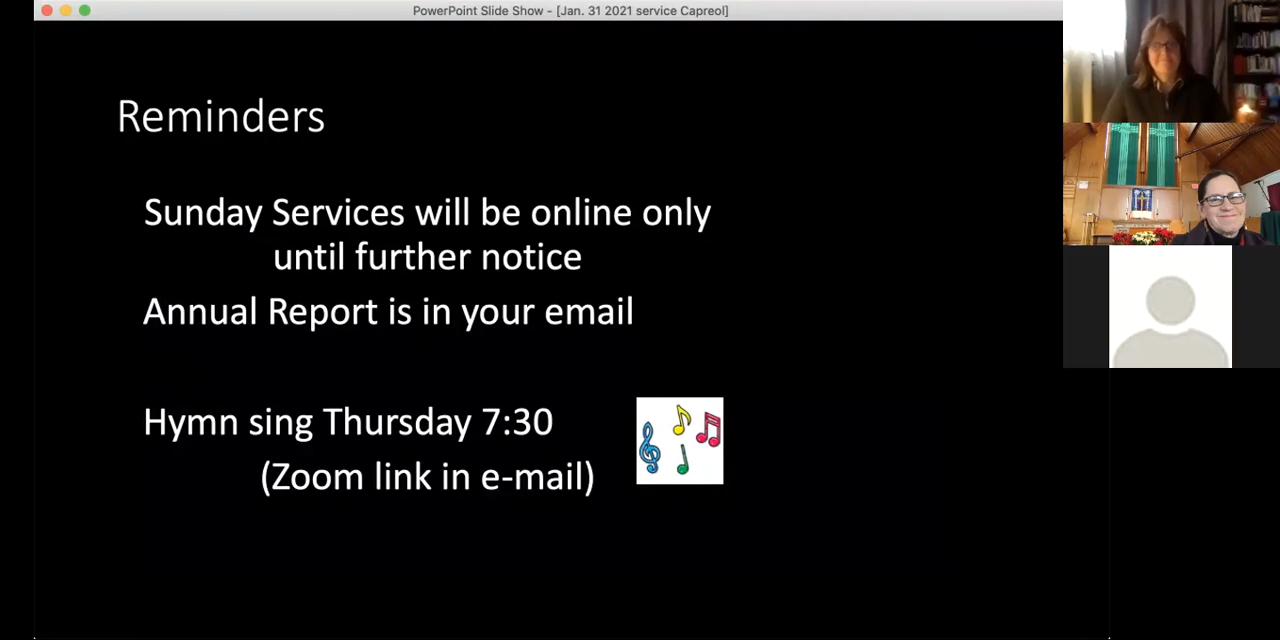 PowerPoint Slide Show - [Jan. 31 2021 service Capreol]
Reminders
Sunday Services will be online only
until further notice
Annual Report is in your email
Hymn sing Thursday 7:30
(Zoom link in e-mail)